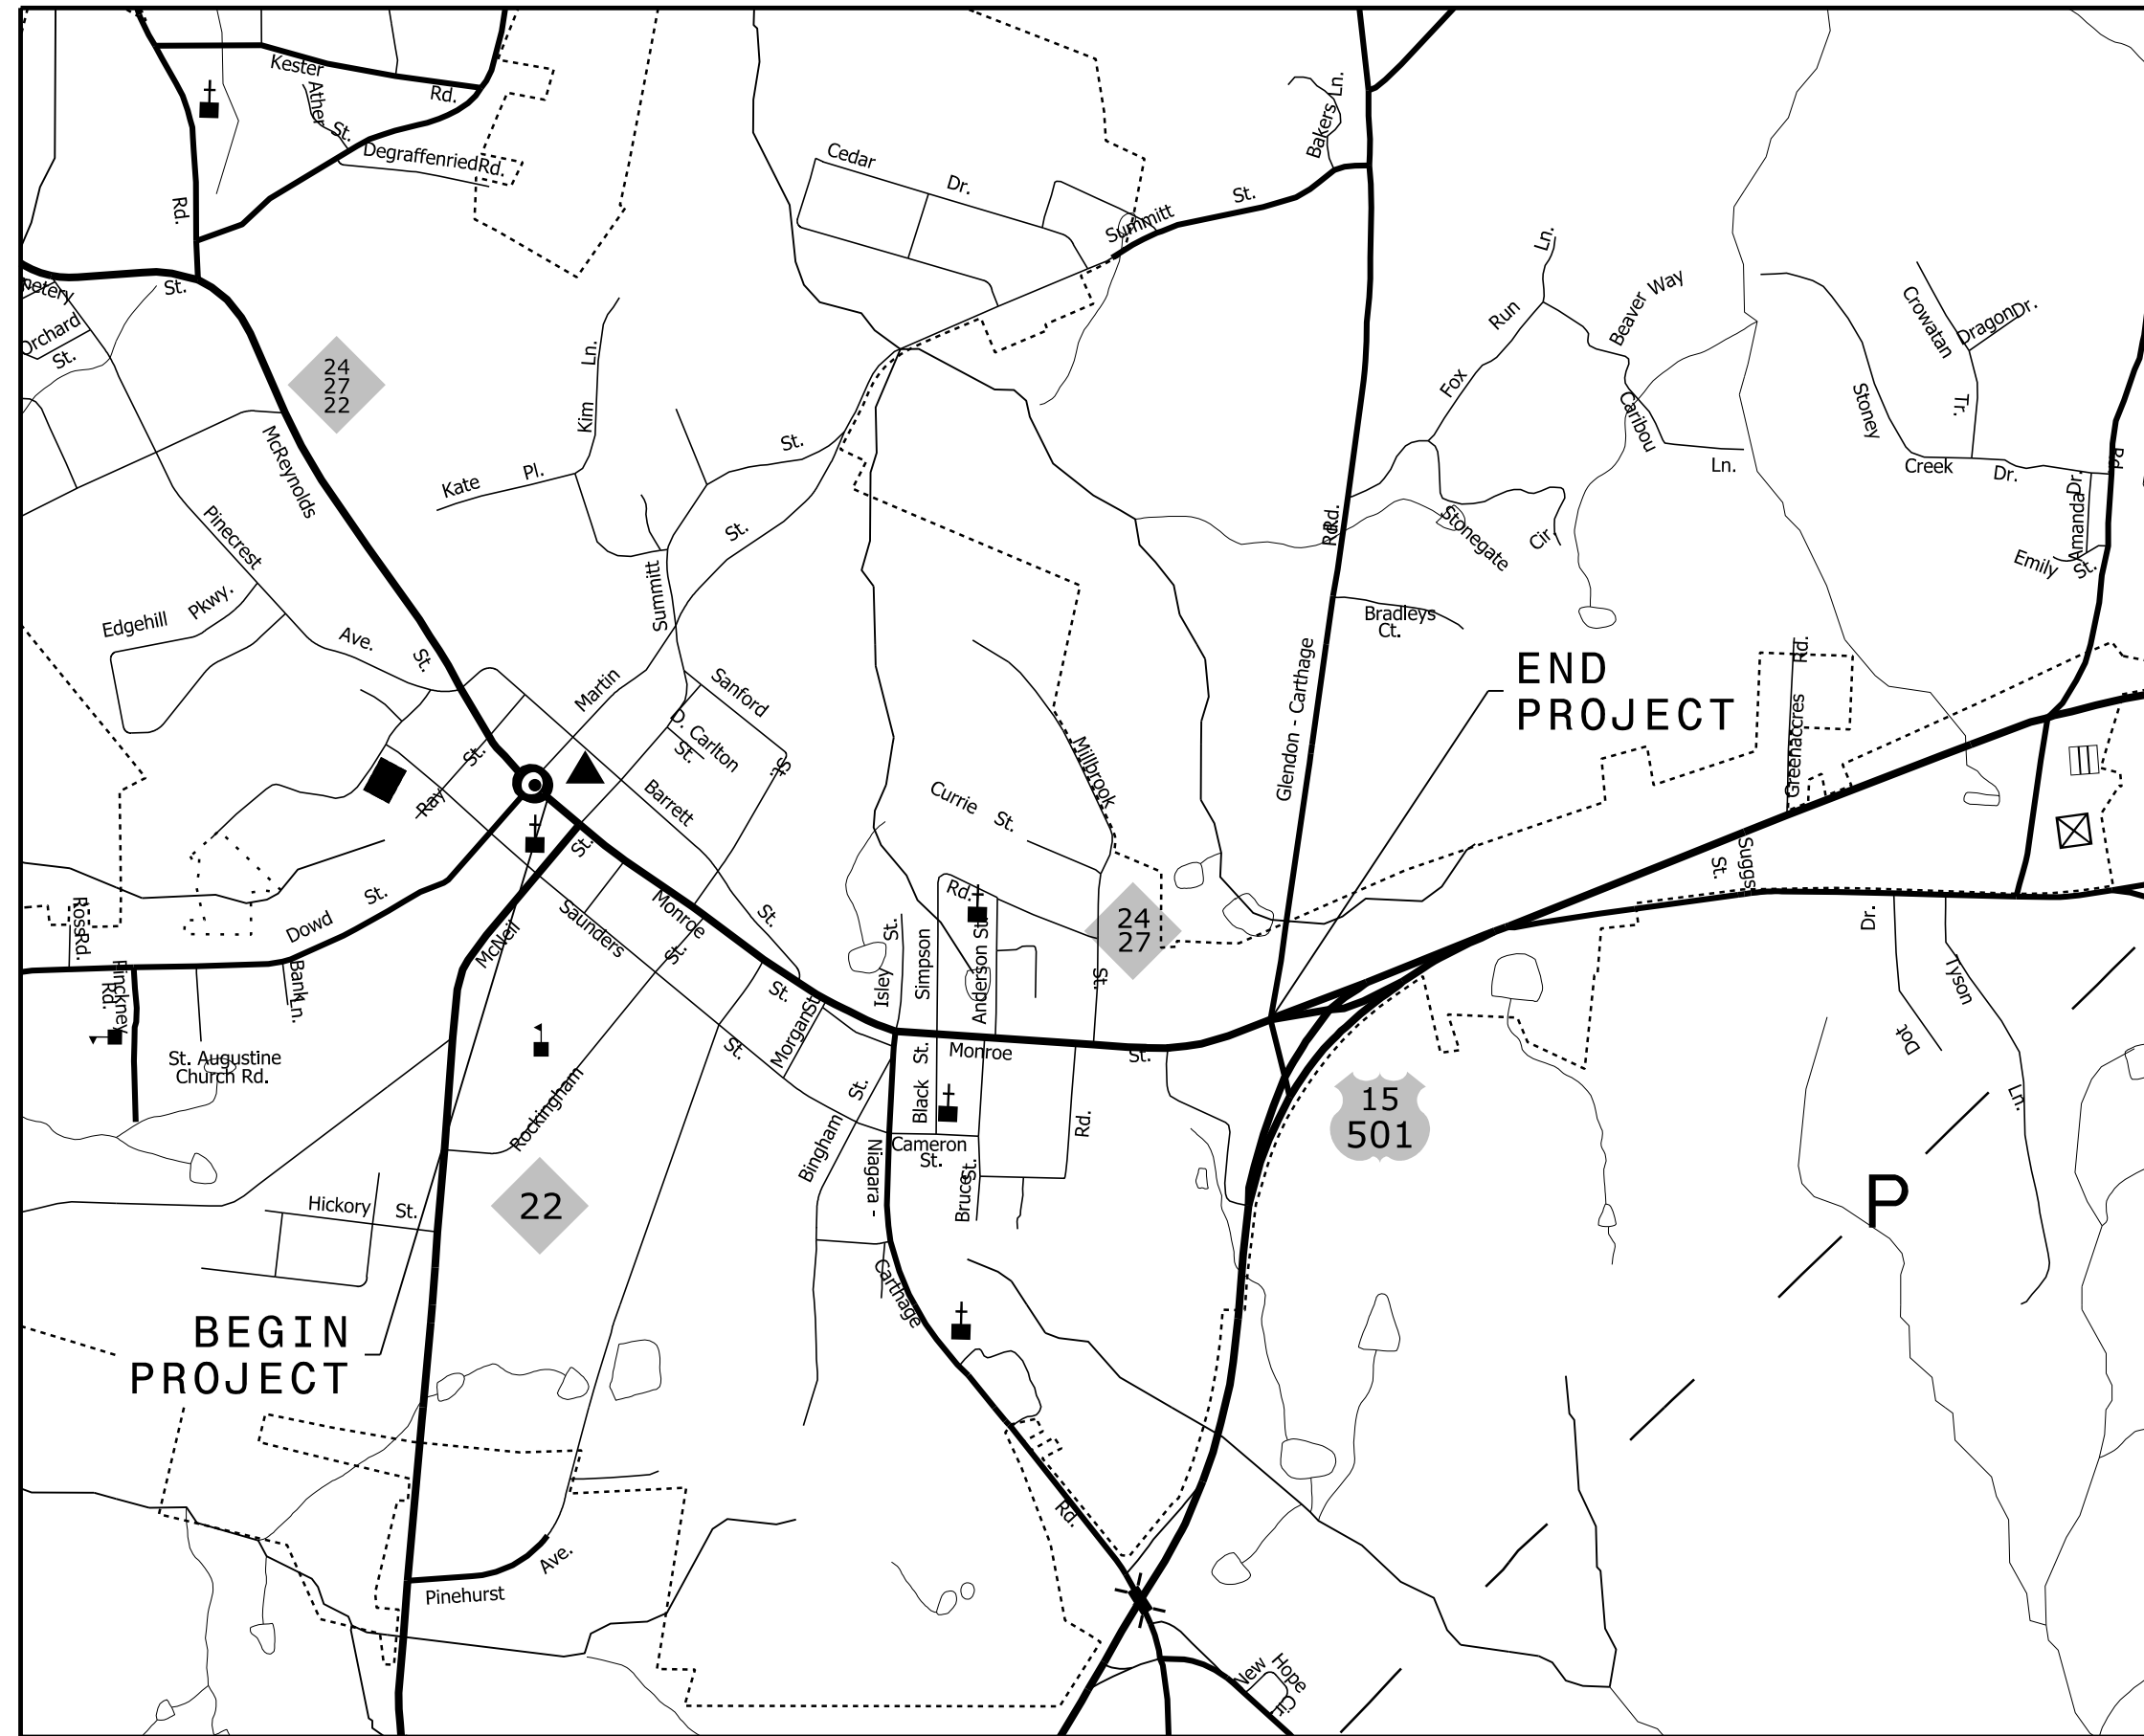 Kester
Rd.
Ather
St.
Degraffenried Rd.
Rd.
St.
Orchard
St.
24
27
22
McReynolds
St.
Pinecrest
Ave.
Edgehill
Pkwy.
Kate
Pl.
Kim
Ln.
Cedar
Dr.
Summitt
St.
Bakers Ln.
St.
St.
Summitt
Martin
Sanford
St.
D. Carlton
St.
Barrett
St.
Ray
St.
St.
Dowd
St.
Ross Rd.
Pinckney
Rd.
Bank
Ln.
St. Augustine
Church Rd.
McNeil
Saunders
St.
Monroe
St.
St.
Morgan St.
Rockingham
Hickory
St.
22
BEGIN
PROJECT
Pinehurst
Ave.
Bingham
St.
Niagara -
Carthage
Rd.
Isley
St.
Simpson
Rd.
Anderson St.
Black
St.
Monroe
St.
Cameron
St.
Bruce
St.
Rd.
Currie
St.
Millbrook
St.
24
27
Glendon - Carthage
Rd.
Rd.
Bradleys
Ct.
Stonegate
Cir.
Fox
Run
Ln.
Beaver Way
Caribou
Ln.
Stoney
Creek
Dr.
Crowatan
Tr.
Dragon Dr.
Rd.
Amanda
Dr.
Emily
St.
END
PROJECT
Greenacres
Rd.
Suggs
St.
Dr.
Dot
Tyson
Ln.
15
501
P
New Hope
Cir.